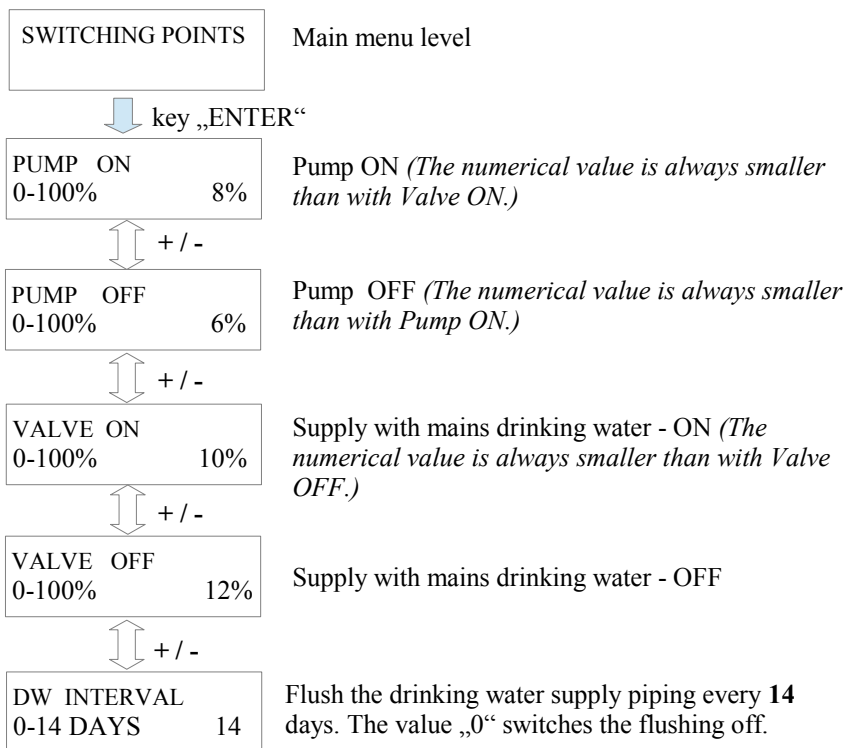 SWITCHING POINTS
Main menu level
key „ENTER“
PUMP ON
0-100% 8%
Pump ON (The numerical value is always smaller
than with Valve ON.)
+ / -
PUMP OFF
0-100% 6%
Pump OFF (The numerical value is always smaller
than with Pump ON.)
+ / -
VALVE ON
0-100% 10%
Supply with mains drinking water - ON (The
numerical value is always smaller than with Valve
OFF.)
+ / -
VALVE OFF
0-100% 12%
Supply with mains drinking water - OFF
+ / -
DW INTERVAL
0-14 DAYS 14
Flush the drinking water supply piping every 14
days. The value „0“ switches the flushing off.